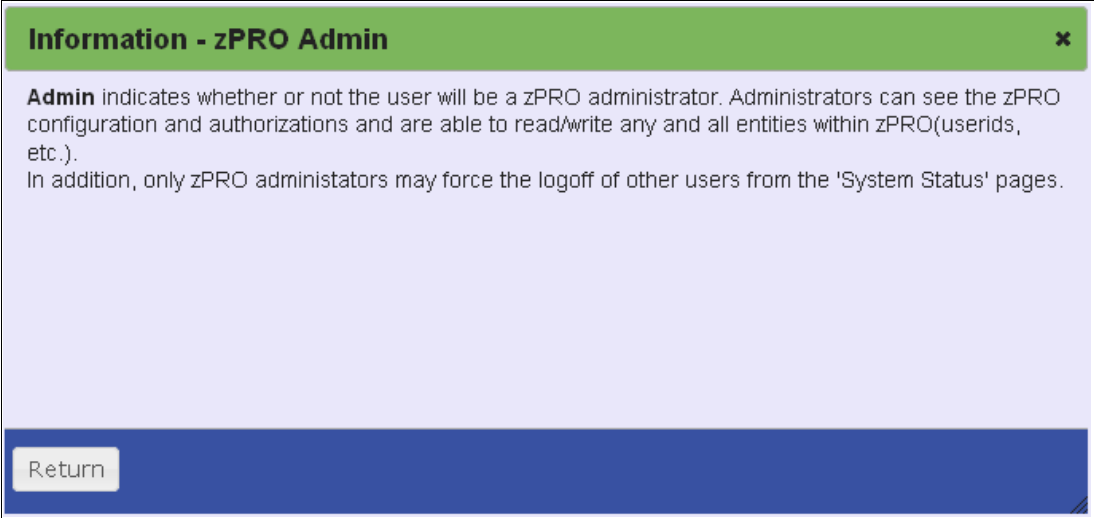 Information - zPRO Admin
Admin indicates whether or not the user will be a zPRO administrator. Administrators can see the zPRO
configuration and authorizations and are able to read/write any and all entities within zPRO(userids,
etc.).
In addition, only zPRO administators may force the logoff of other users from the 'System Status' pages.
Return